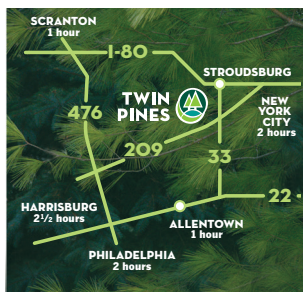 SCRANTON
1 hour
I-80
STROUDSBURG
TWIN
PINES
NEW
YORK
CITY
2 hours
476
209
33
HARRISBURG
2½ hours
22
ALLENTOWN
1 hour
PHILADELPHIA
2 hours